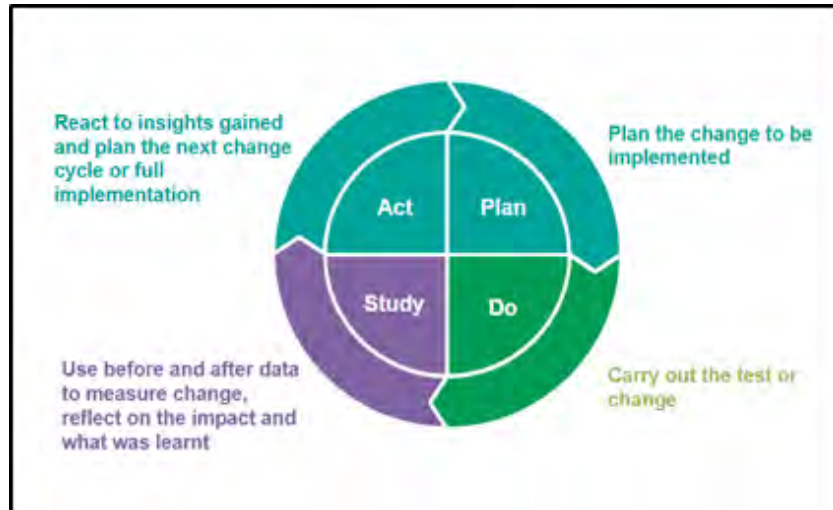 React to insights gained
and plan the next change
cycle or full
implementation
Plan the change to be
implemented
Act
Plan
Study
Do
Use before and after data
to measure change,
reflect on the impact and
what was learnt
Carry out the test or
change